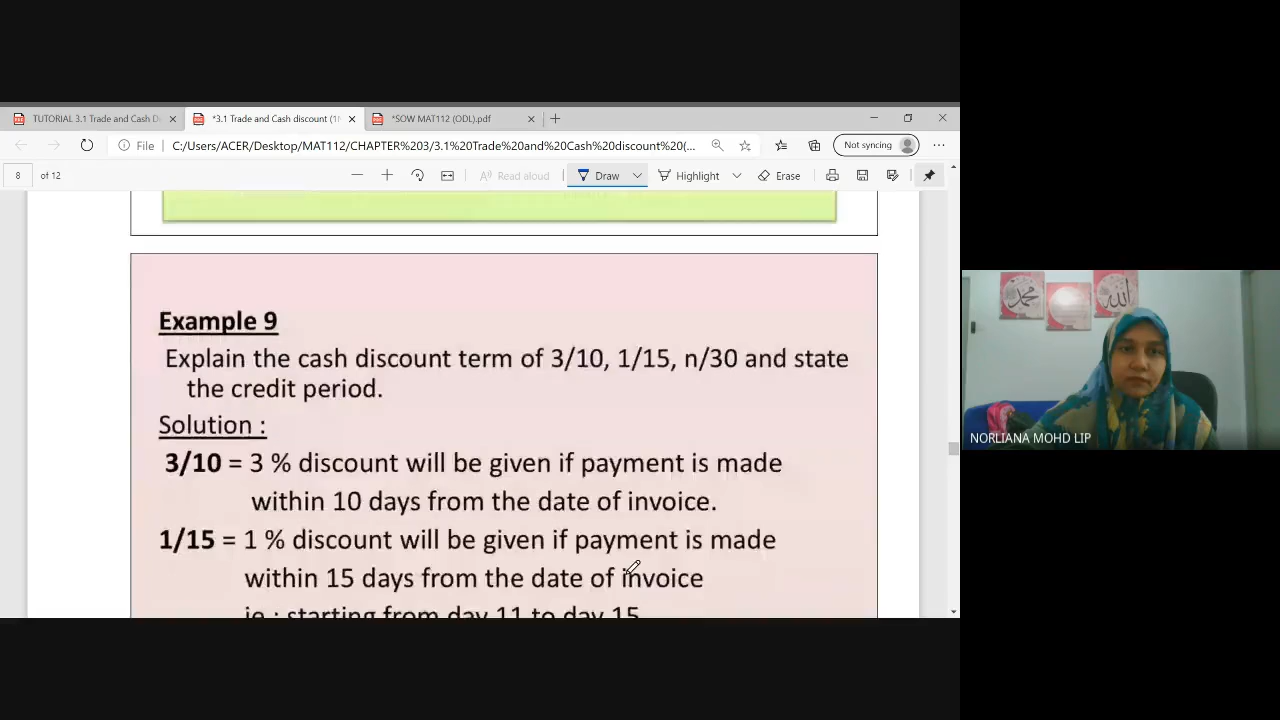 TUTORIAL 3.1 Trade and Cash D
*3.1 Trade and Cash discount (1
*SOW MAT112 (ODL).pdf
File
C:/Users/ACER/Desktop/MAT112/CHAPTER%203/3.1%20Trade%20and%20Cash%20discount%20(...
Not syncing
8 of 12
Read aloud
Draw
Highlight
Erase
Example 9
Explain the cash discount term of 3/10, 1/15, n/30 and state
the credit period.
Solution :
3/10 = 3 % discount will be given if payment is made
within 10 days from the date of invoice.
1/15 = 1 % discount will be given if payment is made
within 15 days from the date of invoice
ie : starting from day 11 to day 15
NORLIANA MOHD LIP
محمد
الله